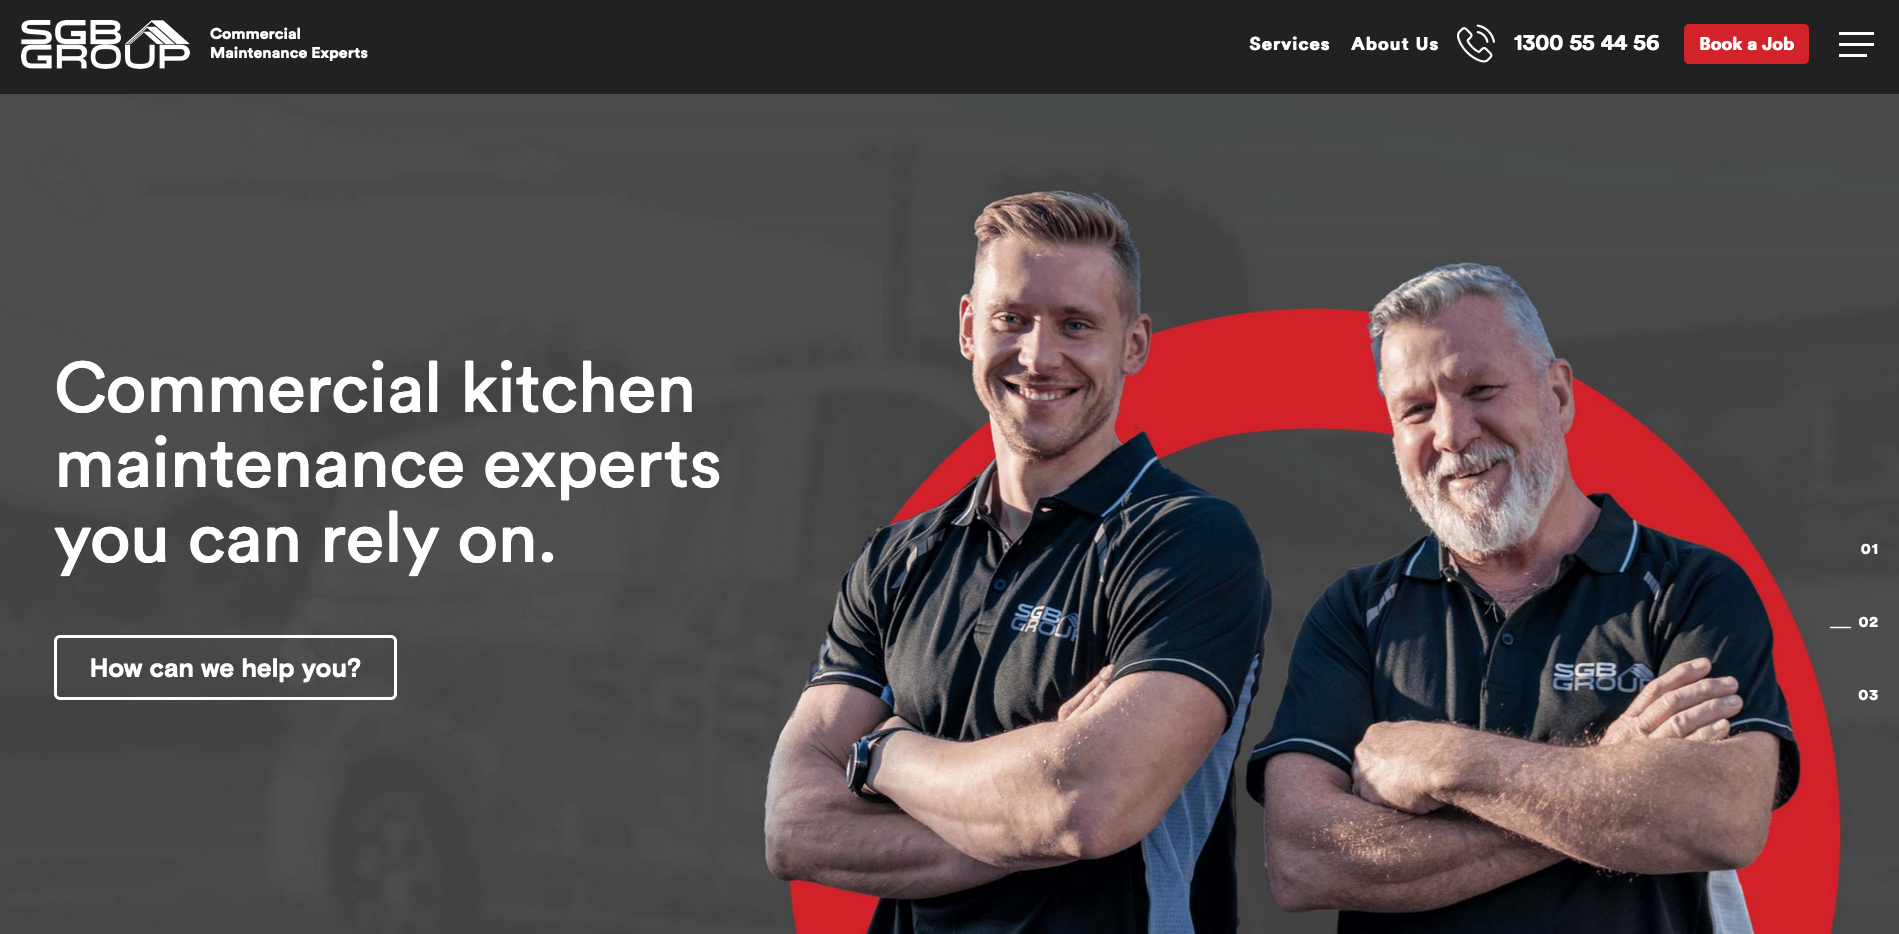 SGB
GROUP
Commercial
Maintenance Experts
Services
About Us
1300 55 44 56
Book a Job
Commercial kitchen
maintenance experts
you can rely on.
How can we help you?
SGB
GROUP
SGB
GROUP
01
02
03